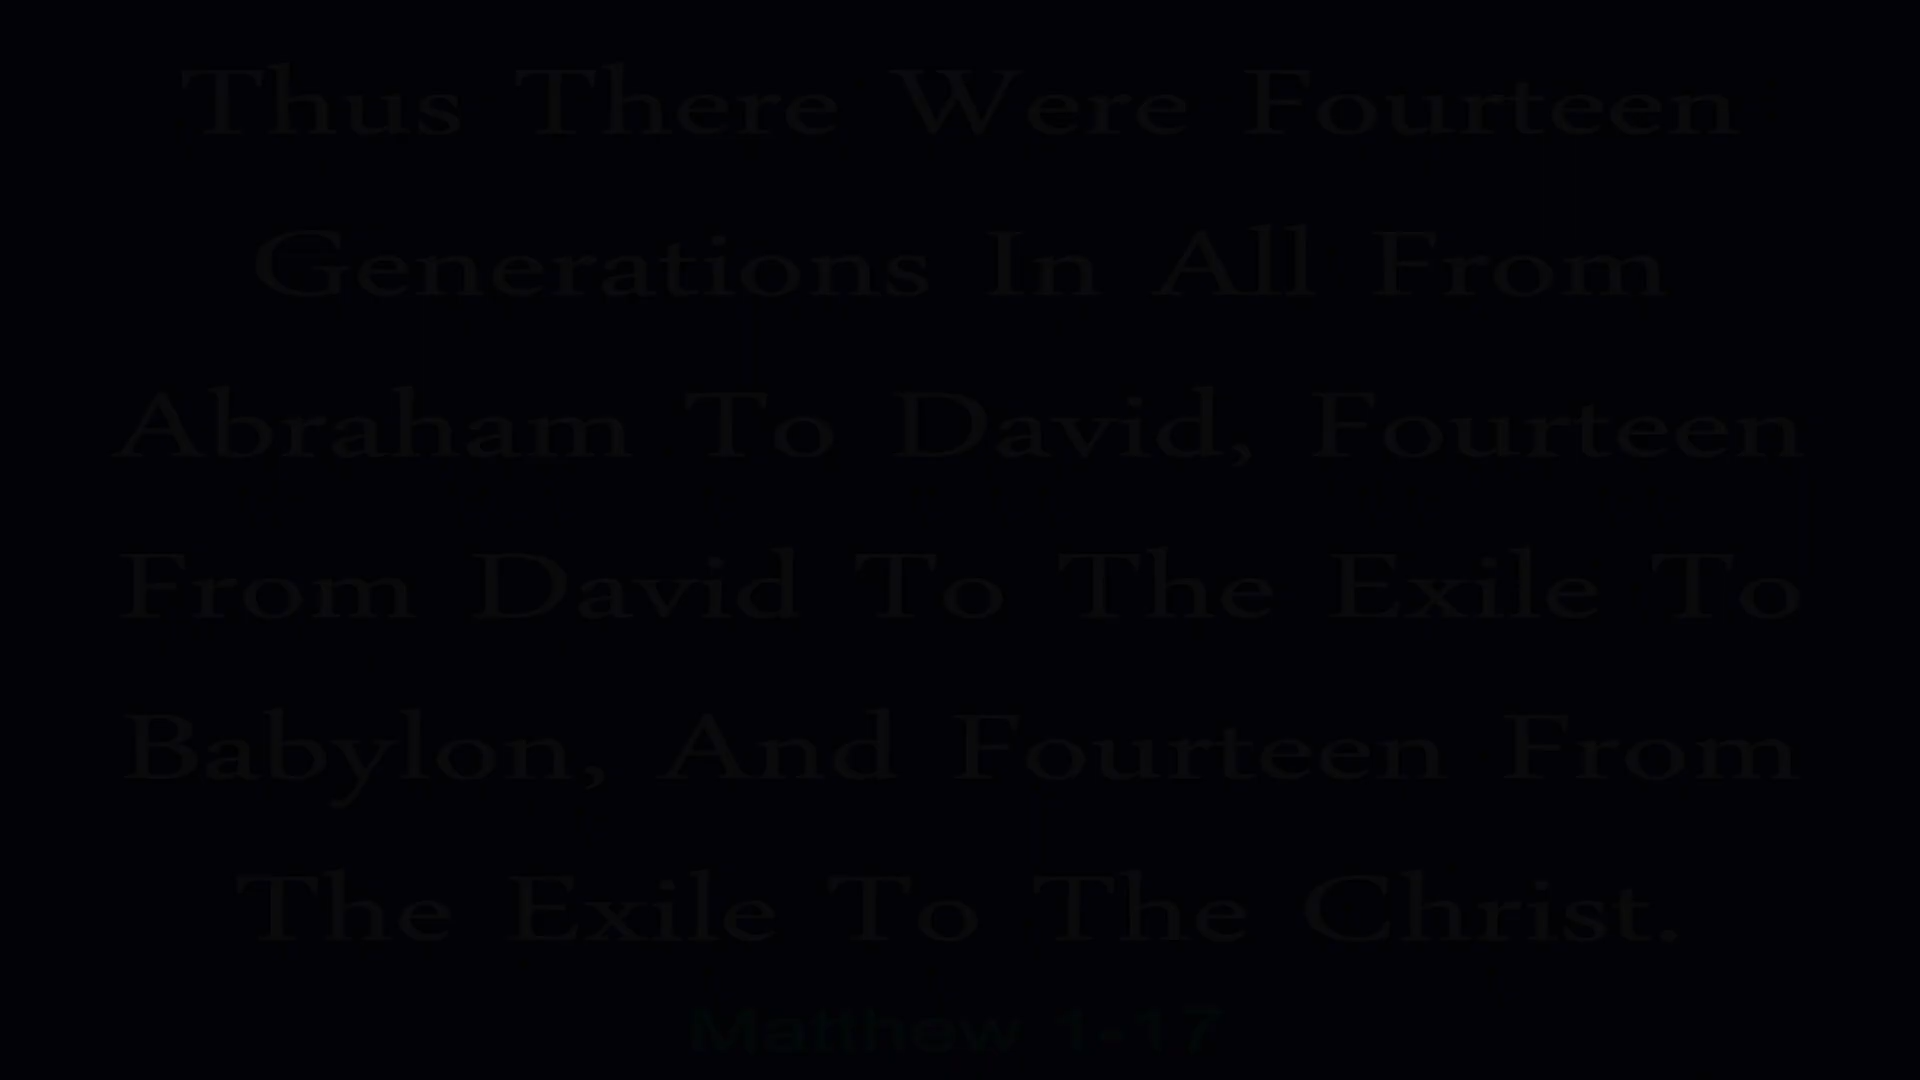 Thus There Were Fourteen
Generations In All From
Abraham To David, Fourteen
From David To The Exile To
Babylon, And Fourteen From
The Exile To The Christ.
Matthew 1-17